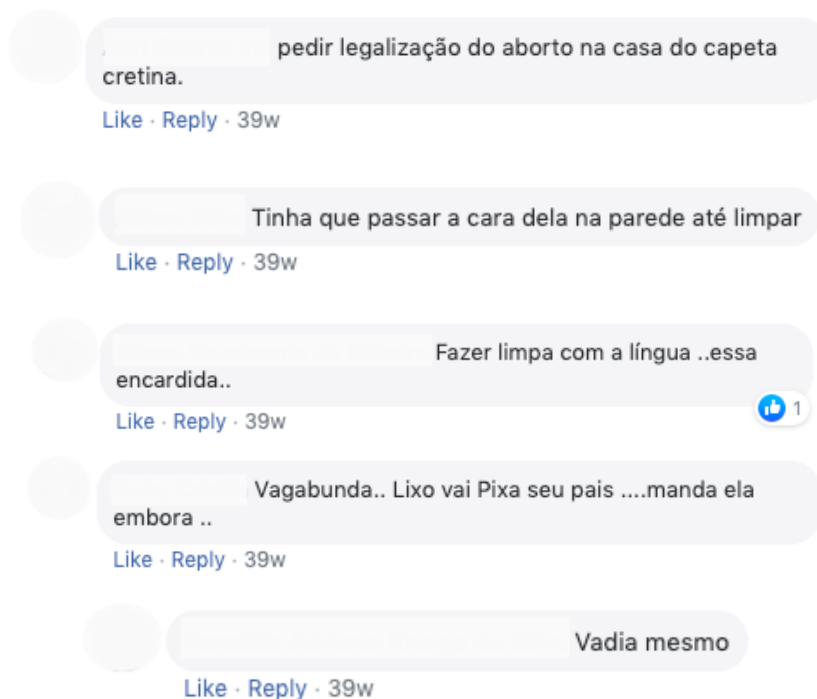 pedir legalização do aborto na casa do capeta
cretina.
Like · Reply · 39w
Tinha que passar a cara dela na parede até limpar
Like · Reply · 39w
Fazer limpa com a língua ..essa
encardida..
1
Like · Reply · 39w
Vagabunda.. Lixo vai Pixa seu pais ....manda ela
embora ..
Like · Reply · 39w
Vadia mesmo
Like · Reply · 39w